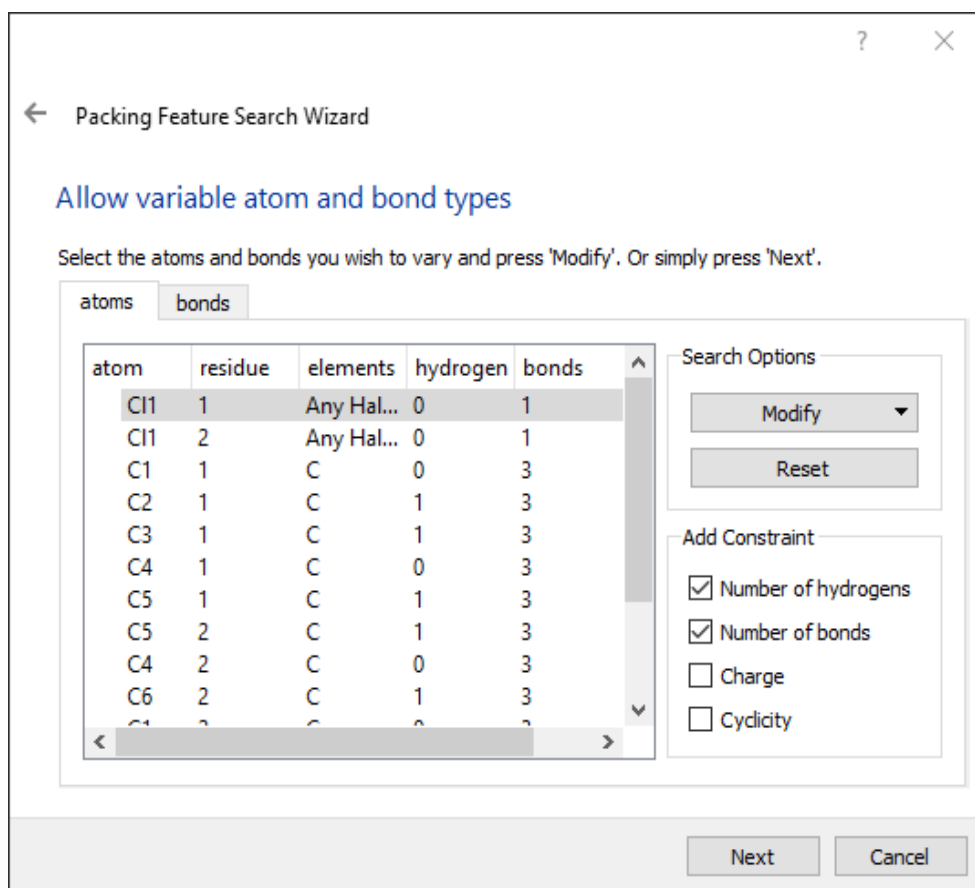 ?
Packing Feature Search Wizard
Allow variable atom and bond types
Select the atoms and bonds you wish to vary and press 'Modify'. Or simply press 'Next'.
atoms bonds
atom residue elements hydrogen bonds
Cl1 1 Any Hal... 0 1
Cl1 2 Any Hal... 0 1
C1 1 C 0 3
C2 1 C 1 3
C3 1 C 1 3
C4 1 C 0 3
C5 1 C 1 3
C5 2 C 1 3
C4 2 C 0 3
C6 2 C 1 3
Search Options
Modify
Reset
Add Constraint
Number of hydrogens
Number of bonds
Charge
Cyclicity
Next Cancel